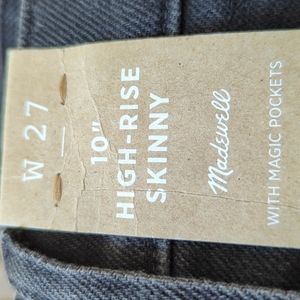 W 27
10"
HIGH-RISE
SKINNY
Madewell
WITH MAGIC POCKETS